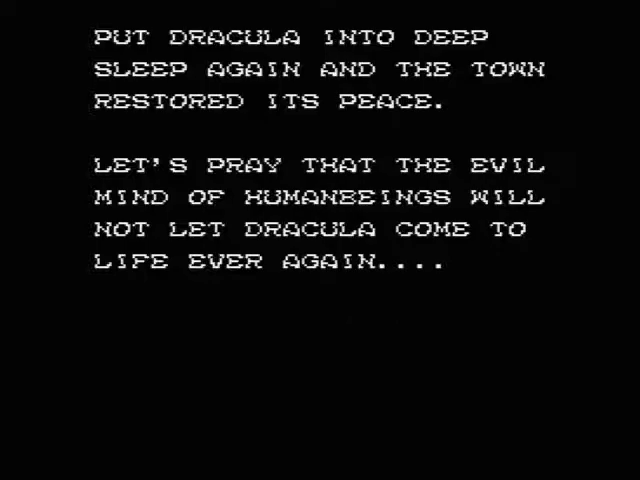 PUT DRACULA INTO DEEP
SLEEP AGAIN AND THE TOWN
RESTORED ITS PEACE.
LET'S PRAY THAT THE EVIL
MIND OF HUMANBEINGS WILL
NOT LET DRACULA COME TO
LIFE EVER AGAIN....